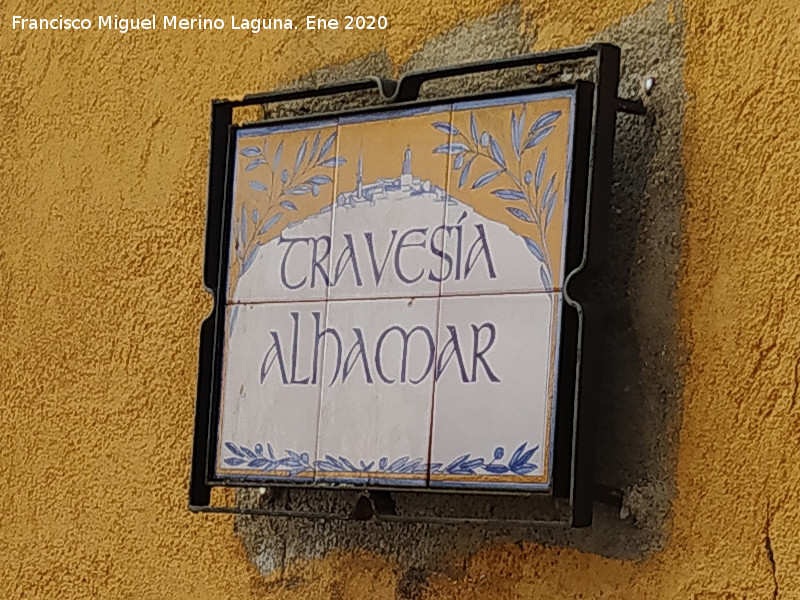 Francisco Miguel Merino Laguna. Ene 2020
TRAVESÍA
ALHAMAR